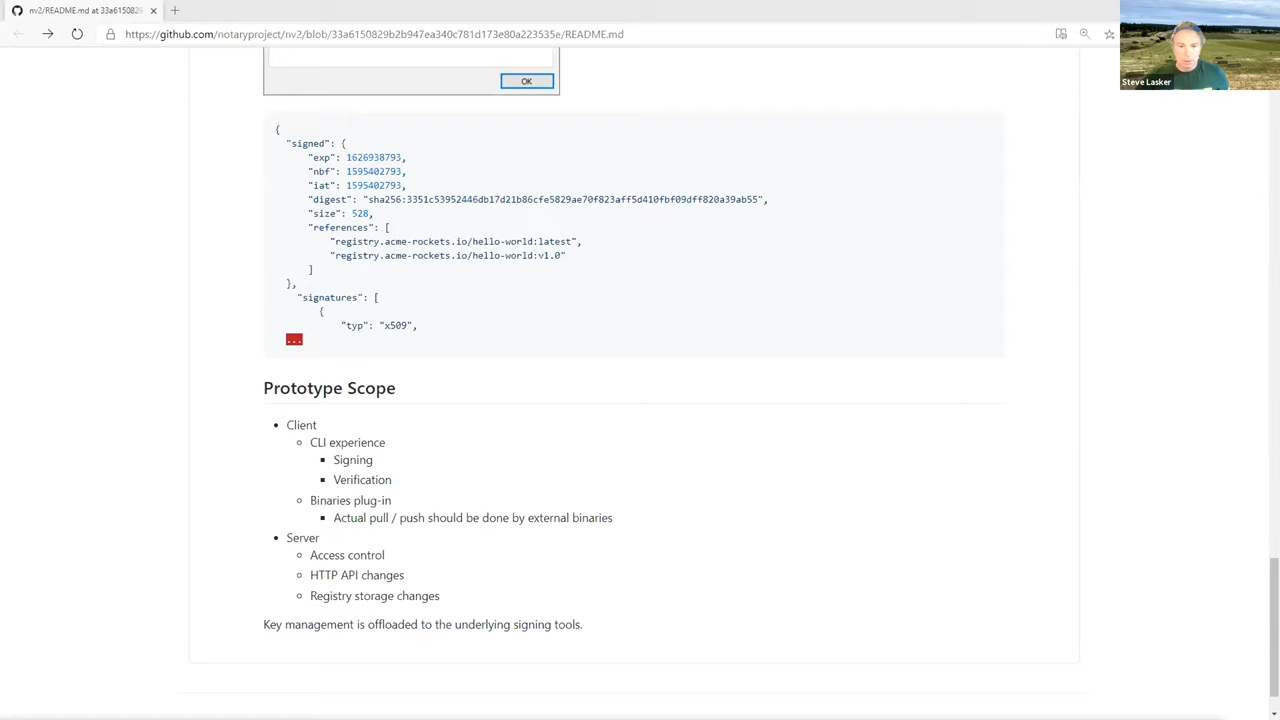 nv2/README.md at 33a6150829
https://github.com/notaryproject/nv2/blob/33a6150829b2b947ea340c781d173e80a223535e/README.md
Steve Lasker
OK
{
"signed": {
"exp": 1626938793,
"nbf": 1595402793,
"iat": 1595402793,
"digest": "sha256:3351c53952446db17d21b86cfe5829ae70f823aff5d410fbf09dff820a39ab55",
"size": 528,
"references": [
"registry.acme-rockets.io/hello-world:latest",
"registry.acme-rockets.io/hello-world:v1.0"
]
},
"signatures": [
{
"typ": "x509",
...
Prototype Scope
• Client
◦ CLI experience
▪ Signing
▪ Verification
◦ Binaries plug-in
▪ Actual pull / push should be done by external binaries
• Server
◦ Access control
◦ HTTP API changes
◦ Registry storage changes
Key management is offloaded to the underlying signing tools.